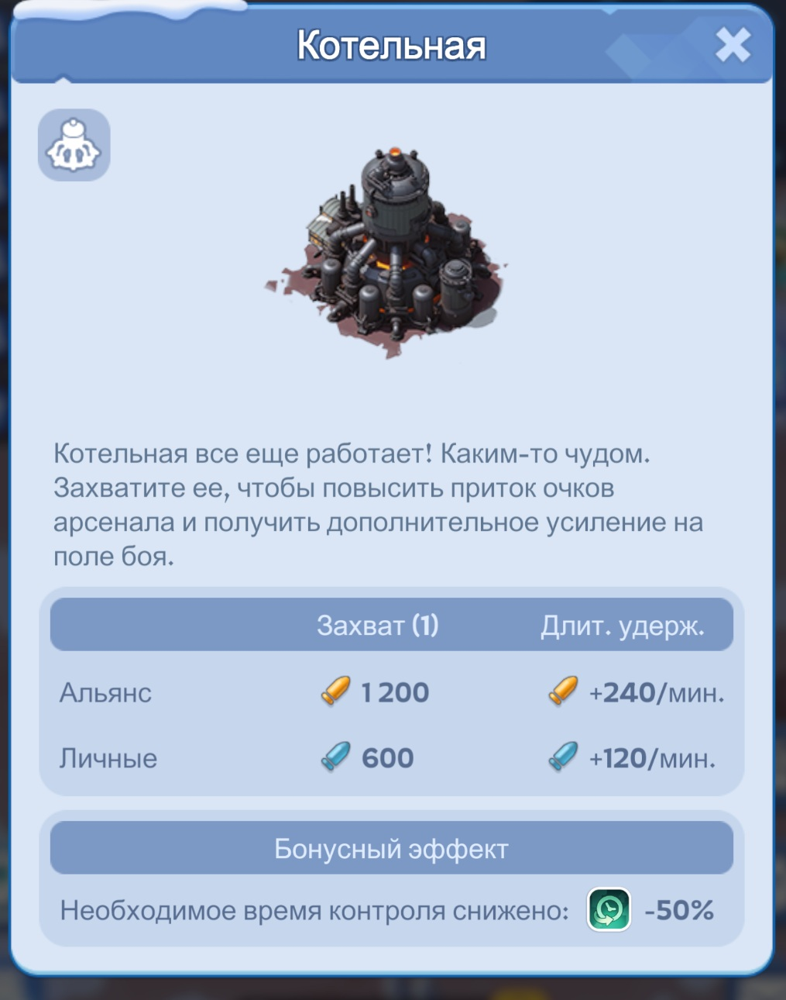 Котельная
Котельная все еще работает! Каким-то чудом.
Захватите ее, чтобы повысить приток очков
арсенала и получить дополнительное усиление на
поле боя.
Захват (1) Длит. удерж.
Альянс 1 200 +240/мин.
Личные 600 +120/мин.
Бонусный эффект
Необходимое время контроля снижено: -50%